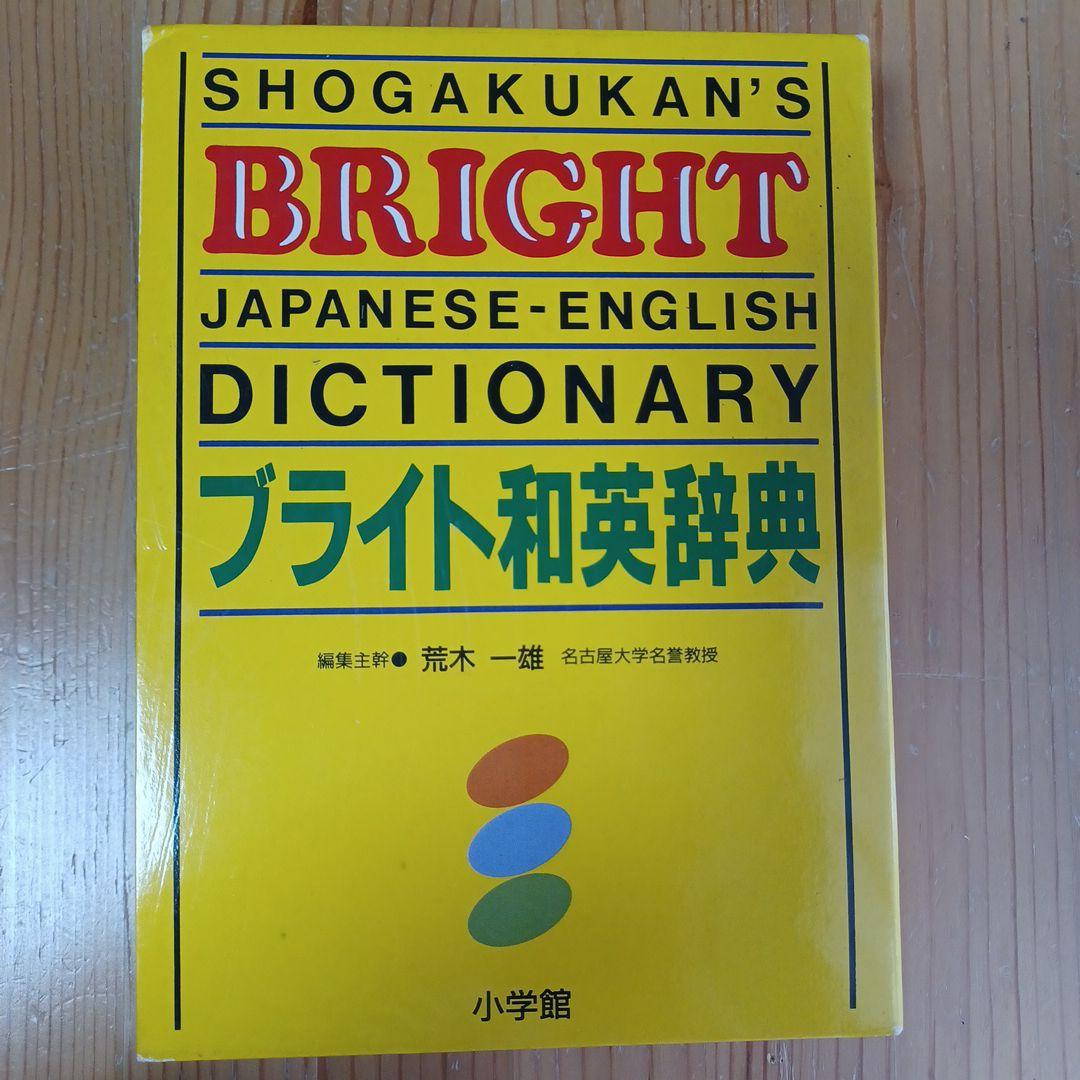 SHOGAKUKAN'S
BRIGHT
JAPANESE-ENGLISH
DICTIONARY
ブライト和英辞典
編集主幹● 荒木 一雄 名古屋大学名誉教授
小学館